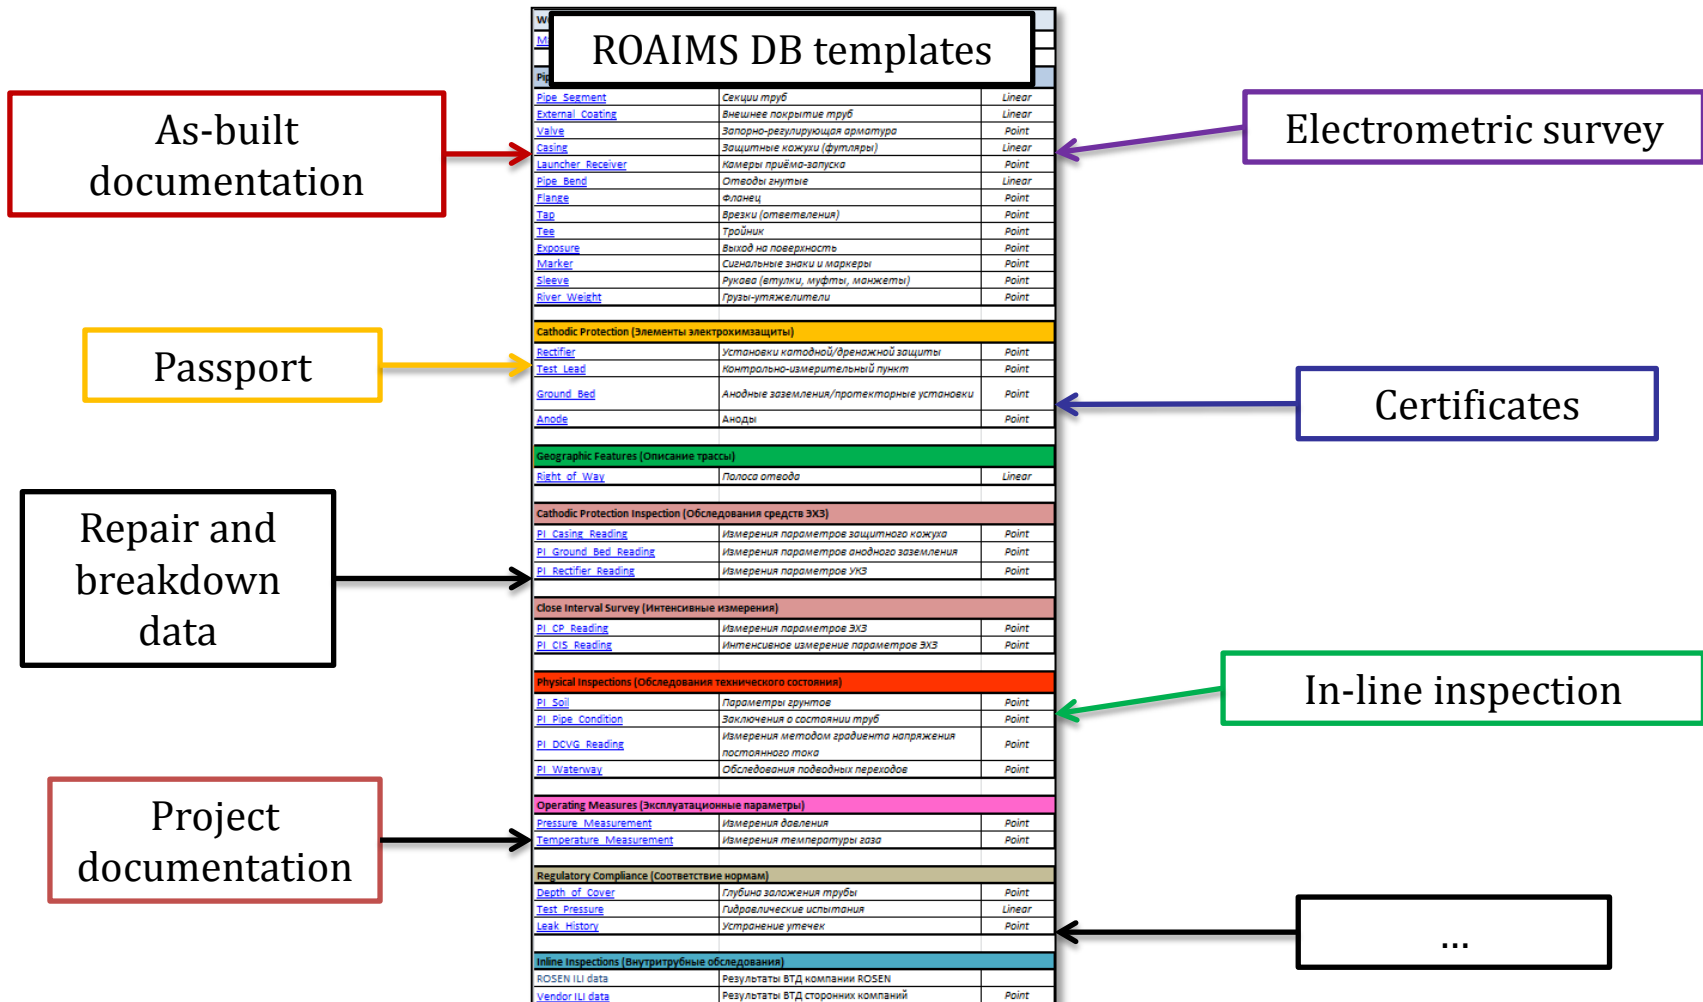 ROAIMS DB templates
As-built
documentation
Passport
Repair and
breakdown
data
Project
documentation
Pipe_Segment Секции труб Linear
External_Coating Внешнее покрытие труб Linear
Valve Запорно-регулирующая арматура Point
Casing Защитные кожухи (футляры) Linear
Launcher_Receiver Камеры приёма-запуска Point
Pipe_Bend Отводы гнутые Linear
Flange Фланец Point
Tap Врезки (ответвления) Point
Tee Тройник Point
Exposure Выход на поверхность Point
Marker Сигнальные знаки и маркеры Point
Sleeve Рукава (втулки, муфты, манжеты) Point
River_Weight Грузы-утяжелители Point
Cathodic Protection (Элементы электрохимзащиты)
Rectifier Установки катодной/дренажной защиты Point
Test_Lead Контрольно-измерительный пункт Point
Ground_Bed Анодные заземления/протекторные установки Point
Anode Аноды Point
Geographic Features (Описание трассы)
Right_of_Way Полоса отвода Linear
Cathodic Protection Inspection (Обследования средств ЭХЗ)
PI_Casing_Reading Измерения параметров защитного кожуха Point
PI_Ground_Bed_Reading Измерения параметров анодного заземления Point
PI_Rectifier_Reading Измерения параметров УКЗ Point
Close Interval Survey (Интенсивные измерения)
PI_CP_Reading Измерения параметров ЭХЗ Point
PI_CIS_Reading Интенсивное измерение параметров ЭХЗ Point
Physical Inspections (Обследования технического состояния)
PI_Soil Параметры грунтов Point
PI_Pipe_Condition Заключения о состоянии труб Point
PI_DCVG_Reading Измерения методом градиента напряжения
постоянного тока Point
PI_Waterway Обследования подводных переходов Point
Operating Measures (Эксплуатационные параметры)
Pressure_Measurement Измерения давления Point
Temperature_Measurement Измерения температуры газа Point
Regulatory Compliance (Соответствие нормам)
Depth_of_Cover Глубина заложения трубы Point
Test_Pressure Гидравлические испытания Linear
Leak_History Устранение утечек Point
Inline Inspections (Внутритрубные обследования)
ROSEN ILI data Результаты ВТД компании ROSEN
Vendor ILI data Результаты ВТД сторонних компаний Point
Electrometric survey
Certificates
In-line inspection
...